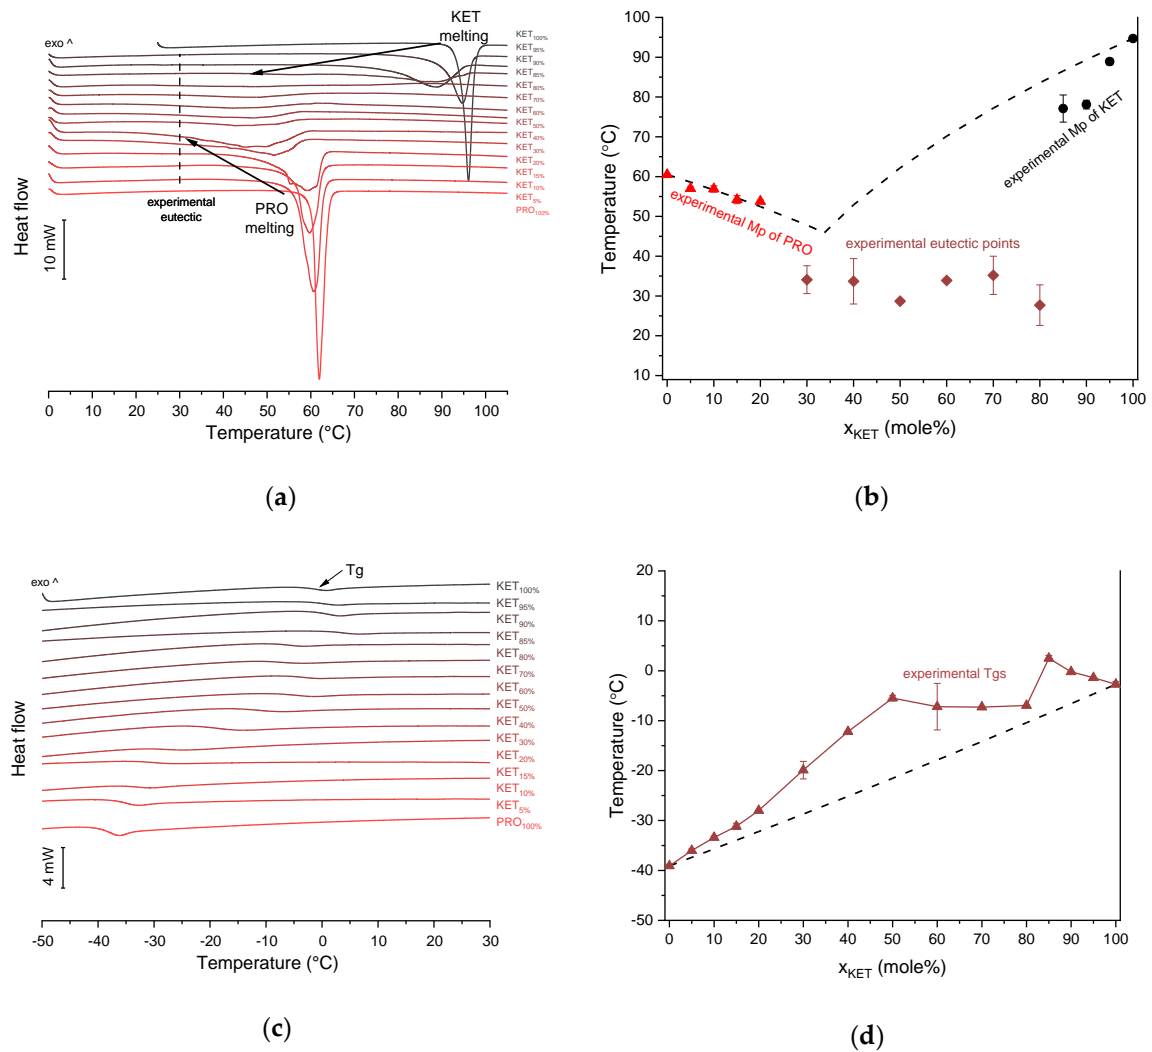 exo ^
KET
melting
KET100%
KET95%
KET90%
KET85%
KET80%
KET70%
KET60%
KET50%
KET40%
KET30%
KET20%
KET15%
KET10%
KET5%
PRO100%
experimental
eutectic
PRO
melting
Heat flow
10 mW
0 10 20 30 40 50 60 70 80 90 100
Temperature (°C)
(a)
100
90
80
70
60
50
40
30
20
10
Temperature (°C)
experimental Mp of PRO
experimental eutectic points
experimental Mp of KET
0 10 20 30 40 50 60 70 80 90 100
xKET (mole%)
(b)
exo ^
Tg
KET100%
KET95%
KET90%
KET85%
KET80%
KET70%
KET60%
KET50%
KET40%
KET30%
KET20%
KET15%
KET10%
KET5%
PRO100%
Heat flow
4 mW
-50 -40 -30 -20 -10 0 10 20 30
Temperature (°C)
(c)
20
10
0
-10
-20
-30
-40
-50
Temperature (°C)
experimental Tgs
0 10 20 30 40 50 60 70 80 90 100
xKET (mole%)
(d)